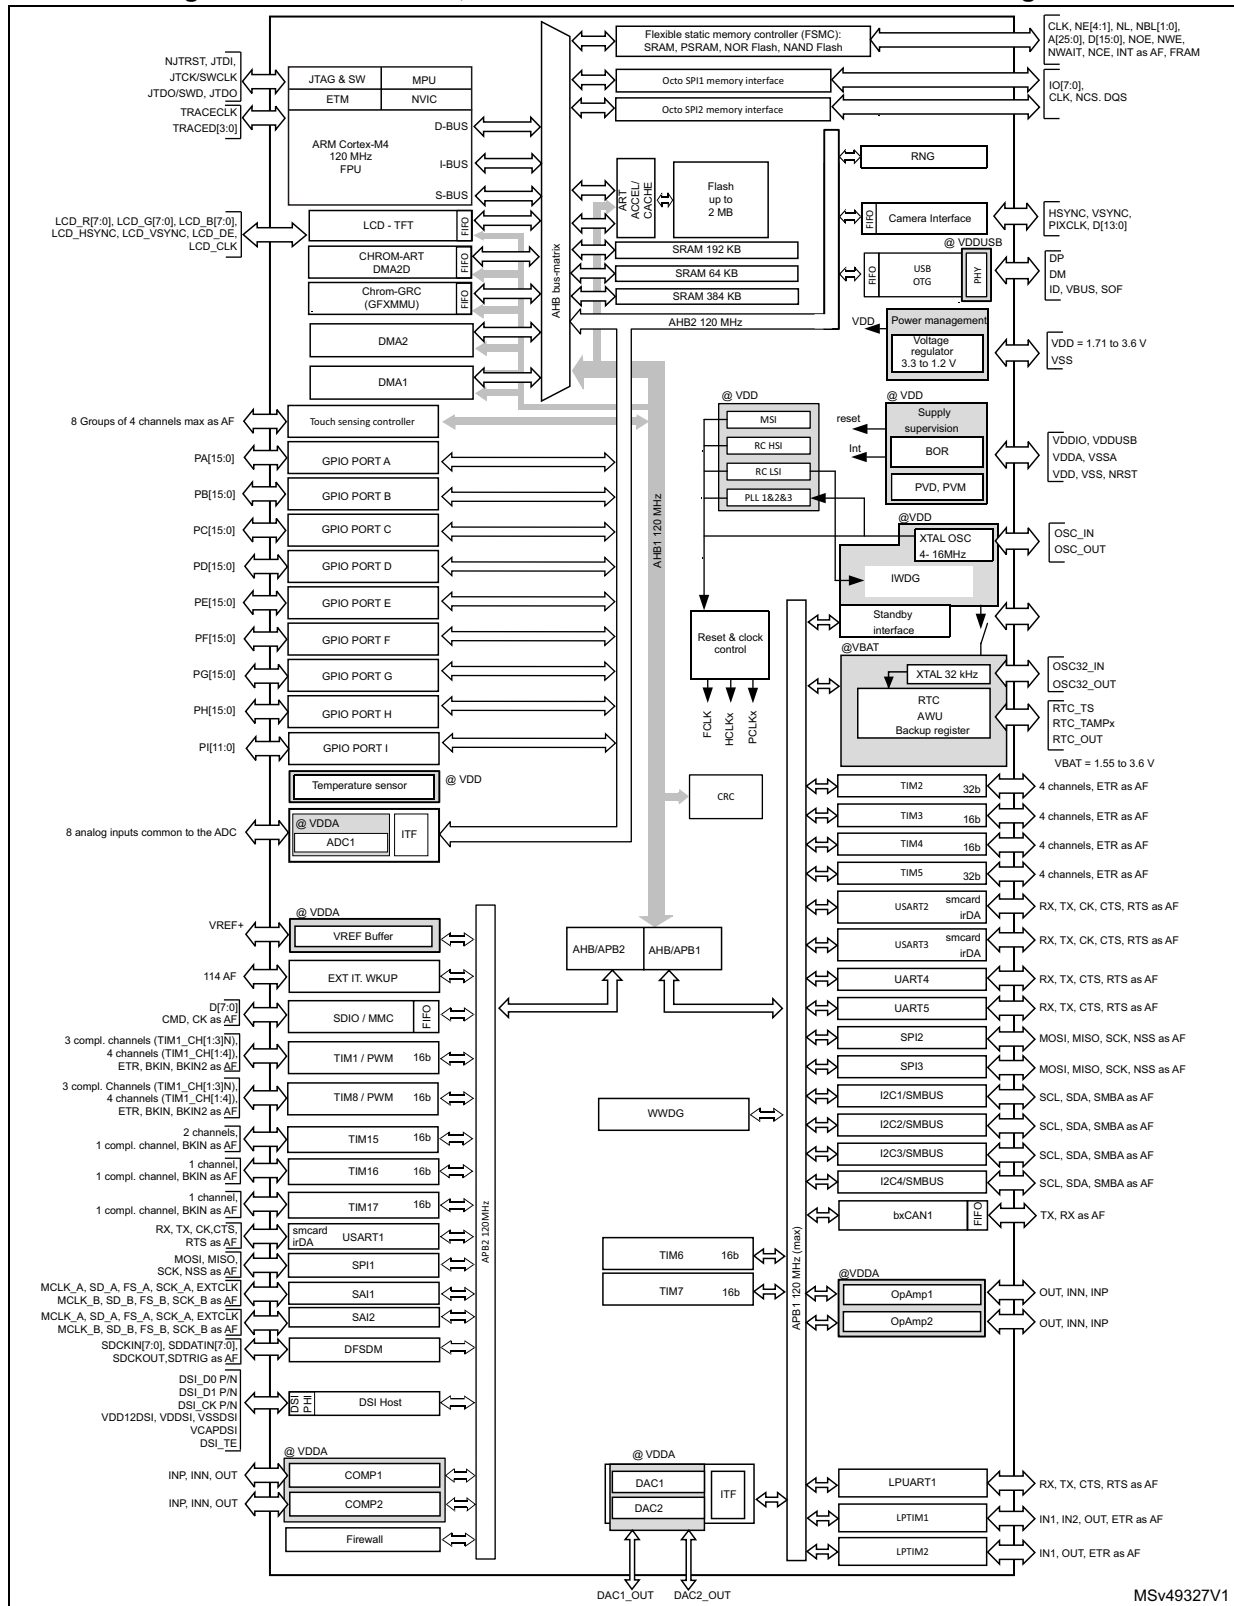 Flexible static memory controller (FSMC):
SRAM, PSRAM, NOR Flash, NAND Flash
CLK, NE[4:1], NL, NBL[1:0],
A[25:0], D[15:0], NOE, NWE,
NWAIT, NCE, INT as AF, FRAM
NJTRST, JTDI,
JTCK/SWCLK
JTDO/SWD, JTDO
TRACECLK
TRACED[3:0]
JTAG & SW
MPU
ETM
NVIC
D-BUS
ARM Cortex-M4
120 MHz
FPU
I-BUS
S-BUS
Octo SPI1 memory interface
Octo SPI2 memory interface
IO[7:0],
CLK, NCS. DQS
RNG
ART
ACCEL/
CACHE
Flash
up to
2 MB
AHB bus-matrix
LCD_R[7:0], LCD_G[7:0], LCD_B[7:0],
LCD_HSYNC, LCD_VSYNC, LCD_DE,
LCD_CLK
LCD - TFT
FIFO
CHROM-ART
DMA2D
FIFO
Chrom-GRC
(GFXMMU)
FIFO
DMA2
DMA1
SRAM 192 KB
SRAM 64 KB
SRAM 384 KB
AHB2 120 MHz
FIFO
Camera Interface
HSYNC, VSYNC,
PIXCLK, D[13:0]
@ VDDUSB
FIFO
USB
OTG
PHY
DP
DM
ID, VBUS, SOF
VDD
Power management
Voltage
regulator
3.3 to 1.2 V
VDD = 1.71 to 3.6 V
VSS
@ VDD
MSI
RC HSI
RC LSI
PLL 1&2&3
@ VDD
reset
Int
Supply
supervision
BOR
PVD, PVM
VDDIO, VDDUSB
VDDA, VSSA
VDD, VSS, NRST
8 Groups of 4 channels max as AF
Touch sensing controller
PA[15:0]
GPIO PORT A
PB[15:0]
GPIO PORT B
PC[15:0]
GPIO PORT C
PD[15:0]
GPIO PORT D
PE[15:0]
GPIO PORT E
PF[15:0]
GPIO PORT F
PG[15:0]
GPIO PORT G
PH[15:0]
GPIO PORT H
PI[11:0]
GPIO PORT I
AHB1 120 MHz
@VDD
XTAL OSC
4- 16MHz
IWDG
OSC_IN
OSC_OUT
Standby
interface
Reset & clock
control
FCLK
HCLKx
PCLKx
@VBAT
XTAL 32 kHz
RTC
AWU
Backup register
OSC32_IN
OSC32_OUT
RTC_TS
RTC_TAMPx
RTC_OUT
VBAT = 1.55 to 3.6 V
Temperature sensor
@ VDD
8 analog inputs common to the ADC
@ VDDA
ADC1
ITF
CRC
TIM2
32b
4 channels, ETR as AF
TIM3
16b
4 channels, ETR as AF
TIM4
16b
4 channels, ETR as AF
TIM5
32b
4 channels, ETR as AF
USART2
smcard
irDA
RX, TX, CK, CTS, RTS as AF
USART3
smcard
irDA
RX, TX, CK, CTS, RTS as AF
UART4
RX, TX, CTS, RTS as AF
UART5
RX, TX, CTS, RTS as AF
SPI2
MOSI, MISO, SCK, NSS as AF
SPI3
MOSI, MISO, SCK, NSS as AF
I2C1/SMBUS
SCL, SDA, SMBA as AF
I2C2/SMBUS
SCL, SDA, SMBA as AF
I2C3/SMBUS
SCL, SDA, SMBA as AF
I2C4/SMBUS
SCL, SDA, SMBA as AF
bxCAN1
FIFO
TX, RX as AF
AHB/APB2
AHB/APB1
WWDG
TIM6 16b
TIM7 16b
APB1 120 MHz (max)
@VDDA
OpAmp1
OUT, INN, INP
OpAmp2
OUT, INN, INP
VREF+
@ VDDA
VREF Buffer
114 AF
EXT IT. WKUP
D[7:0]
CMD, CK as AF
SDIO / MMC
FIFO
3 compl. channels (TIM1_CH[1:3]N),
4 channels (TIM1_CH[1:4]),
ETR, BKIN, BKIN2 as AF
TIM1 / PWM
16b
3 compl. Channels (TIM1_CH[1:3]N),
4 channels (TIM1_CH[1:4]),
ETR, BKIN, BKIN2 as AF
TIM8 / PWM
16b
2 channels,
1 compl. channel, BKIN as AF
TIM15
16b
1 channel,
1 compl. channel, BKIN as AF
TIM16
16b
1 channel,
1 compl. channel, BKIN as AF
TIM17
16b
RX, TX, CK,CTS,
RTS as AF
smcard
irDA
USART1
MOSI, MISO,
SCK, NSS as AF
SPI1
MCLK_A, SD_A, FS_A, SCK_A, EXTCLK
MCLK_B, SD_B, FS_B, SCK_B as AF
SAI1
MCLK_A, SD_A, FS_A, SCK_A, EXTCLK
MCLK_B, SD_B, FS_B, SCK_B as AF
SAI2
SDCKIN[7:0], SDDATIN[7:0],
SDCKOUT,SDTRIG as AF
DFSDM
APB2 120MHz
DSI_D0 P/N
DSI_D1 P/N
DSI_CK P/N
VDD12DSI, VDDSI, VSSDSI
VCAPDSI
DSI_TE
DSI
PHI
DSI Host
@ VDDA
INP, INN, OUT
COMP1
INP, INN, OUT
COMP2
Firewall
@ VDDA
DAC1
DAC2
ITF
DAC1_OUT
DAC2_OUT
LPUART1
RX, TX, CTS, RTS as AF
LPTIM1
IN1, IN2, OUT, ETR as AF
LPTIM2
IN1, OUT, ETR as AF
MSv49327V1